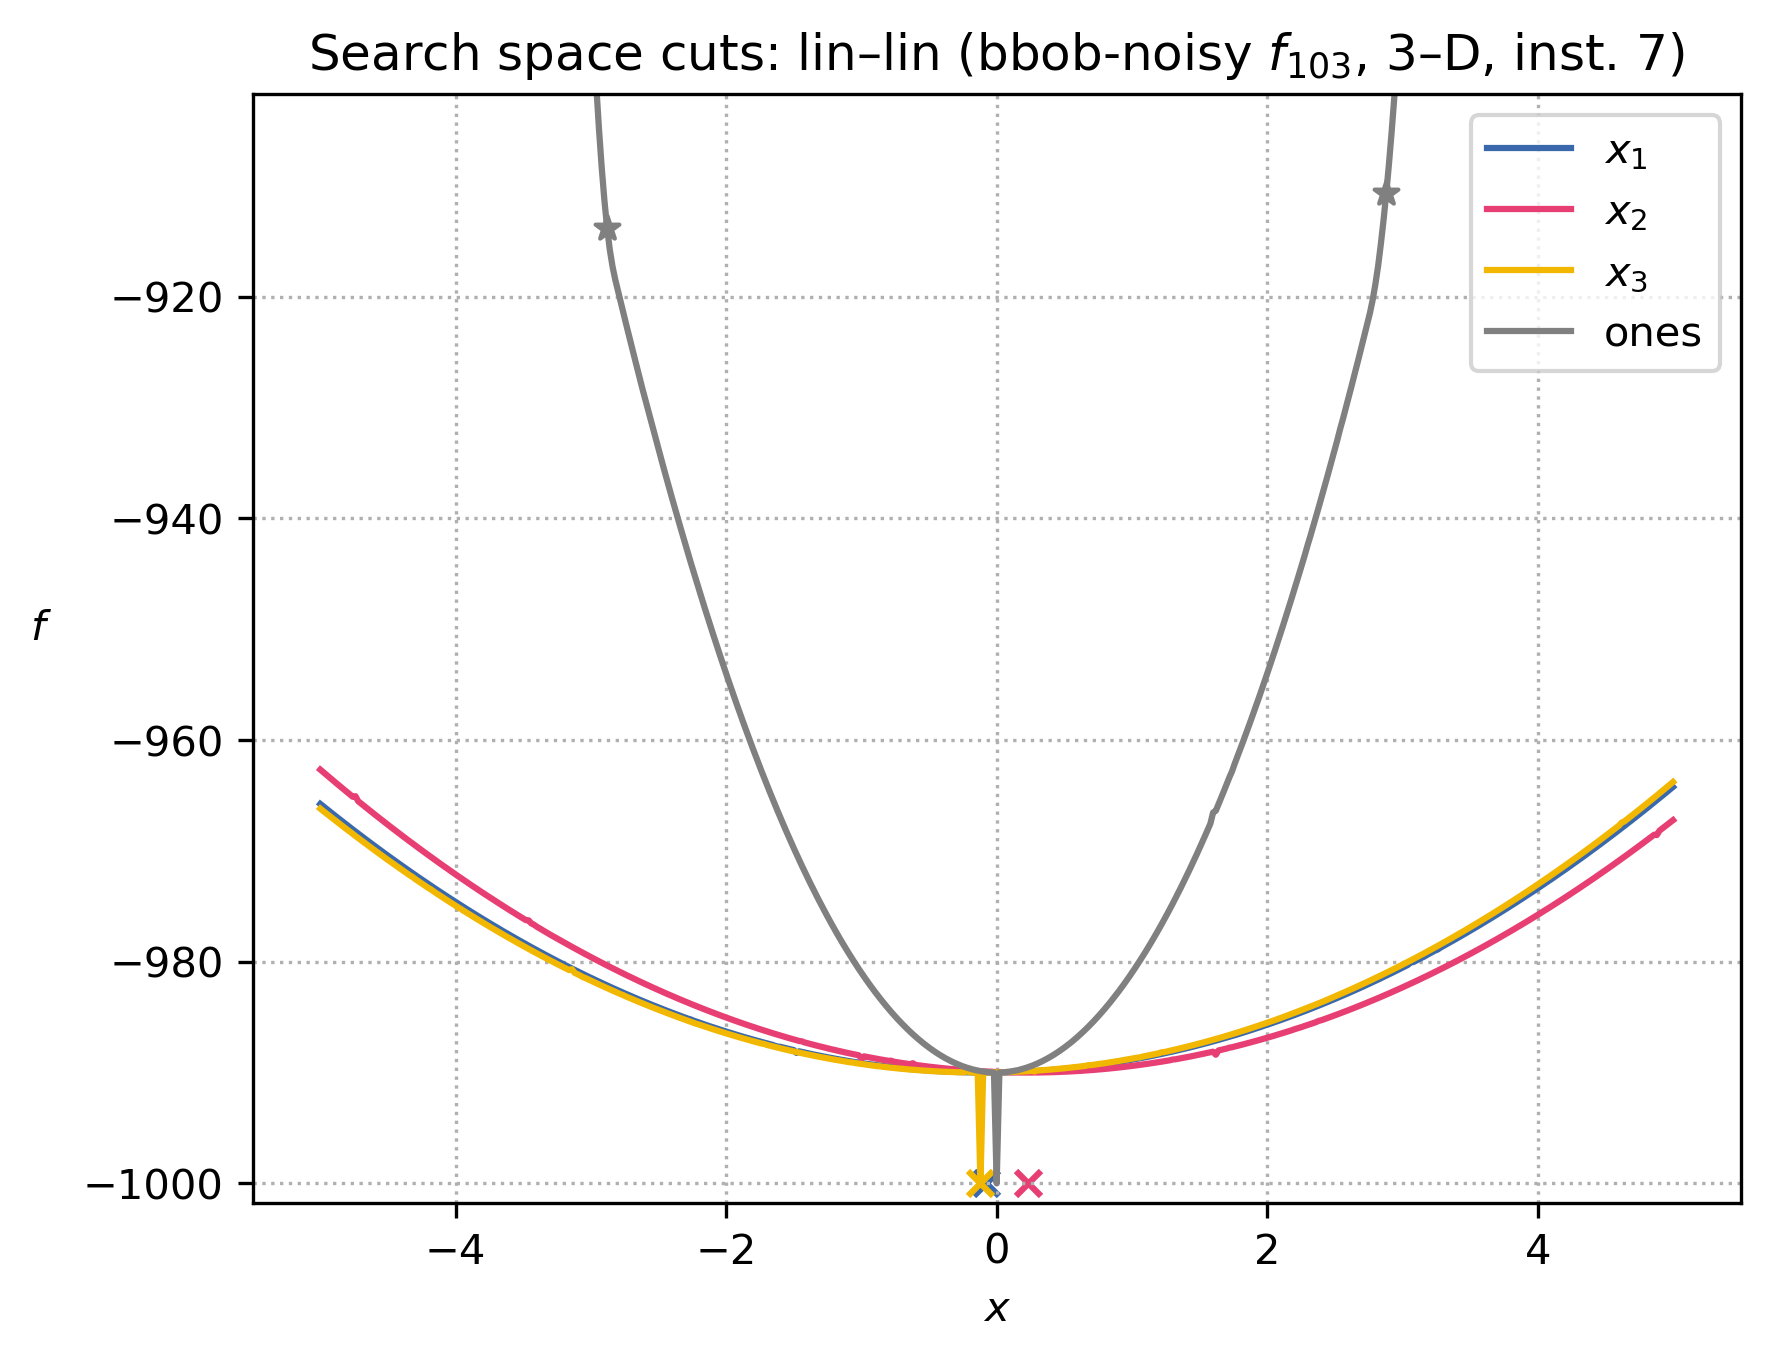 Search space cuts: lin–lin (bbob-noisy f₁₀₃, 3–D, inst. 7)
x₁
x₂
x₃
ones
−920
−940
−960
−980
−1000
f
−4
−2
0
2
4
x